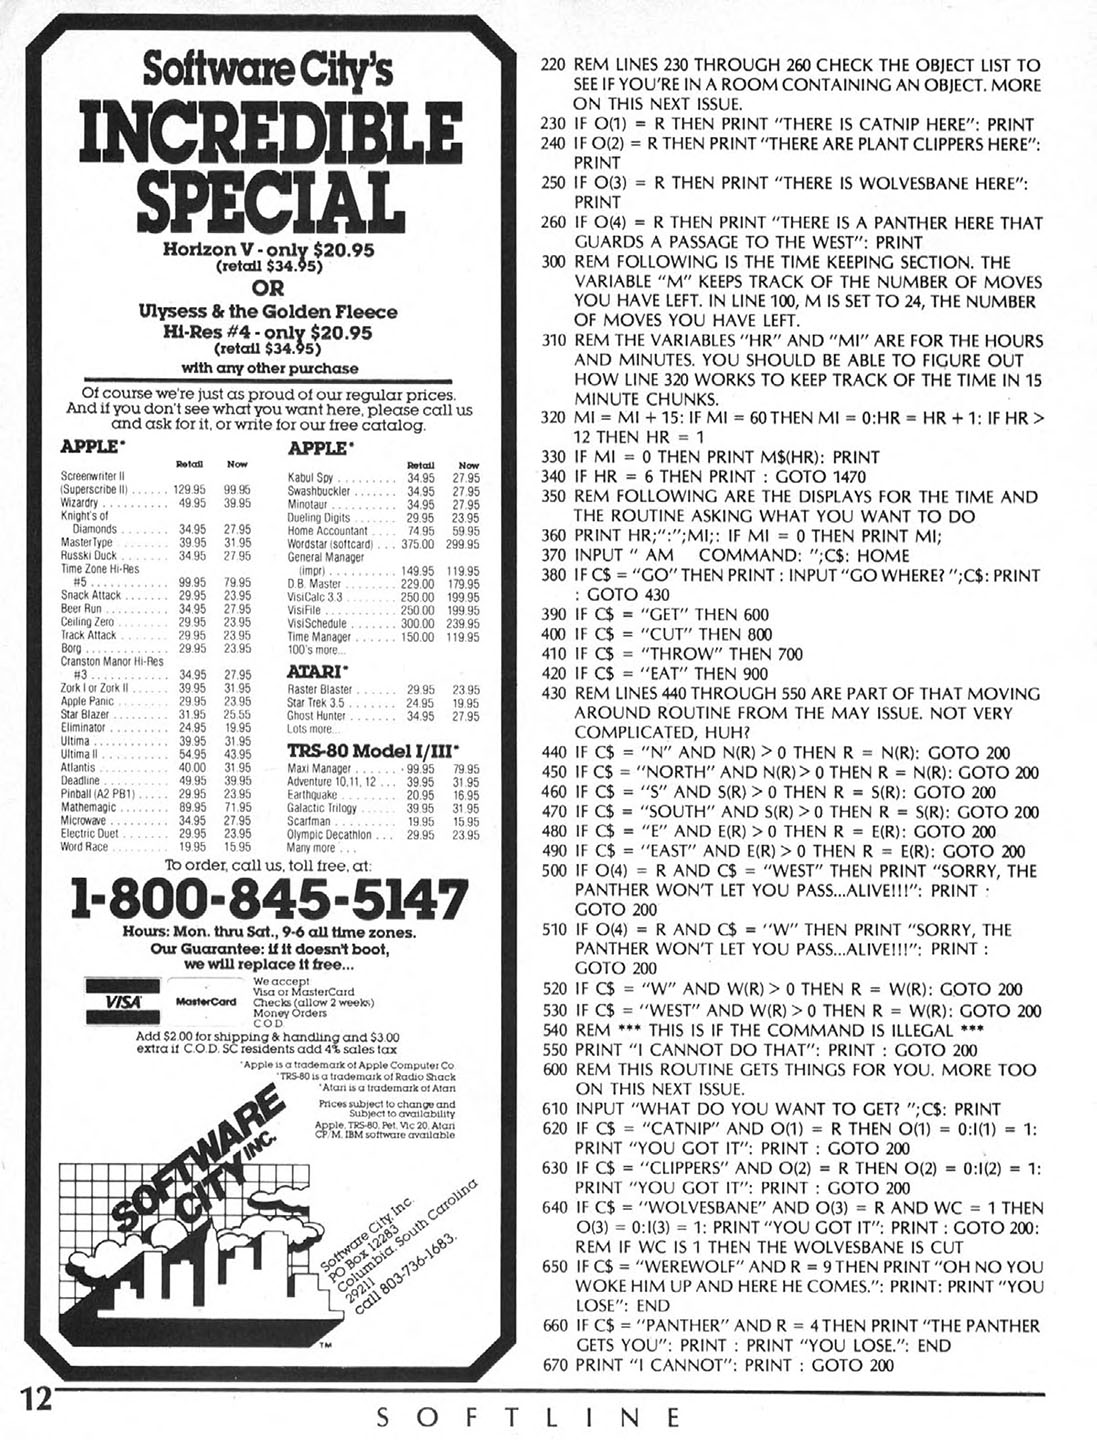 Software City's
INCREDIBLE
SPECIAL
Horizon V - only $20.95
(retail $34.95)
OR
Ulysess & the Golden Fleece
Hi-Res #4 - only $20.95
(retail $34.95)
with any other purchase
Of course we're just as proud of our regular prices.
And if you don't see what you want here, please call us
and ask for it, or write for our free catalog.
APPLE*
Retail Now
Screenwriter II
(Superscribe II) ...... 129.95 99.95
Wizardry ........ 49.95 39.95
Knight's of
Diamonds ........ 34.95 27.95
MasterType ........ 39.95 31.95
Russki Duck ........ 34.95 27.95
Time Zone Hi-Res
#5 ........ 99.95 79.95
Snack Attack ........ 29.95 23.95
Beer Run ........ 34.95 27.95
Ceiling Zero ........ 29.95 23.95
Track Attack ........ 29.95 23.95
Borg ........ 29.95 23.95
Cranston Manor Hi-Res
#3 ........ 34.95 27.95
Zork I or Zork II ........ 39.95 31.95
Apple Panic ........ 29.95 23.95
Star Blazer ........ 31.95 25.55
Eliminator ........ 24.95 19.95
Ultima ........ 39.95 31.95
Ultima II ........ 54.95 43.95
Atlantis ........ 40.00 31.95
Deadline ........ 49.95 39.95
Pinball (A2 PB1) ........ 29.95 23.95
Mathemagic ........ 89.95 71.95
Microwave ........ 34.95 27.95
Electric Duet ........ 29.95 23.95
Word Race ........ 19.95 15.95
APPLE*
Retail Now
Kabul Spy ........ 34.95 27.95
Swashbuckler ........ 34.95 27.95
Minotaur ........ 34.95 27.95
Dueling Digits ........ 29.95 23.95
Home Accountant ........ 74.95 59.95
Wordstar (softcard) ... 375.00 299.95
General Manager
(impr) ........ 149.95 119.95
D.B. Master ........ 229.00 179.95
VisiCalc 3.3 ........ 250.00 199.95
VisiFile ........ 250.00 199.95
VisiSchedule ........ 300.00 239.95
Time Manager ........ 150.00 119.95
100's more...
ATARI*
Raster Blaster ........ 29.95 23.95
Star Trek 3.5 ........ 24.95 19.95
Ghost Hunter ........ 34.95 27.95
Lots more...
TRS-80 Model I/III*
Maxi Manager ........ 99.95 79.95
Adventure 10,11, 12 ... 39.95 31.95
Earthquake ........ 20.95 16.95
Galactic Trilogy ........ 39.95 31.95
Scarfman ........ 19.95 15.95
Olympic Decathlon ... 29.95 23.95
Many more ...
To order, call us, toll free, at:
1-800-845-5147
Hours: Mon. thru Sat., 9-6 all time zones.
Our Guarantee: if it doesn't boot,
we will replace it free...
VISA
MasterCard
We accept
Visa or MasterCard
Checks (allow 2 weeks)
Money Orders
C.O.D.
Add $2.00 for shipping & handling and $3.00
extra if C.O.D. SC residents add 4% sales tax
*Apple is a trademark of Apple Computer Co
*TRS-80 is a trademark of Radio Shack
*Atari is a trademark of Atari
Prices subject to change and
Subject to availability
Apple, TRS-80, Pet, Vic 20, Atari
CP/M, IBM software available
SOFTWARE
CITY INC.
Software City, Inc.
PO Box 12283
Columbia, South Carolina
29211
call 803-736-1683.
TM
220 REM LINES 230 THROUGH 260 CHECK THE OBJECT LIST TO
SEE IF YOU'RE IN A ROOM CONTAINING AN OBJECT. MORE
ON THIS NEXT ISSUE.
230 IF O(1) = R THEN PRINT "THERE IS CATNIP HERE": PRINT
240 IF O(2) = R THEN PRINT "THERE ARE PLANT CLIPPERS HERE":
PRINT
250 IF O(3) = R THEN PRINT "THERE IS WOLVESBANE HERE":
PRINT
260 IF O(4) = R THEN PRINT "THERE IS A PANTHER HERE THAT
GUARDS A PASSAGE TO THE WEST": PRINT
300 REM FOLLOWING IS THE TIME KEEPING SECTION. THE
VARIABLE "M" KEEPS TRACK OF THE NUMBER OF MOVES
YOU HAVE LEFT. IN LINE 100, M IS SET TO 24, THE NUMBER
OF MOVES YOU HAVE LEFT.
310 REM THE VARIABLES "HR" AND "MI" ARE FOR THE HOURS
AND MINUTES. YOU SHOULD BE ABLE TO FIGURE OUT
HOW LINE 320 WORKS TO KEEP TRACK OF THE TIME IN 15
MINUTE CHUNKS.
320 MI = MI + 15: IF MI = 60 THEN MI = 0:HR = HR + 1: IF HR >
12 THEN HR = 1
330 IF MI = 0 THEN PRINT M$(HR): PRINT
340 IF HR = 6 THEN PRINT : GOTO 1470
350 REM FOLLOWING ARE THE DISPLAYS FOR THE TIME AND
THE ROUTINE ASKING WHAT YOU WANT TO DO
360 PRINT HR;":";MI;: IF MI = 0 THEN PRINT MI;
370 INPUT " AM COMMAND: ";C$: HOME
380 IF C$ = "GO" THEN PRINT : INPUT "GO WHERE? ";C$: PRINT
: GOTO 430
390 IF C$ = "GET" THEN 600
400 IF C$ = "CUT" THEN 800
410 IF C$ = "THROW" THEN 700
420 IF C$ = "EAT" THEN 900
430 REM LINES 440 THROUGH 550 ARE PART OF THAT MOVING
AROUND ROUTINE FROM THE MAY ISSUE. NOT VERY
COMPLICATED, HUH?
440 IF C$ = "N" AND N(R) > 0 THEN R = N(R): GOTO 200
450 IF C$ = "NORTH" AND N(R) > 0 THEN R = N(R): GOTO 200
460 IF C$ = "S" AND S(R) > 0 THEN R = S(R): GOTO 200
470 IF C$ = "SOUTH" AND S(R) > 0 THEN R = S(R): GOTO 200
480 IF C$ = "E" AND E(R) > 0 THEN R = E(R): GOTO 200
490 IF C$ = "EAST" AND E(R) > 0 THEN R = E(R): GOTO 200
500 IF O(4) = R AND C$ = "WEST" THEN PRINT "SORRY, THE
PANTHER WON'T LET YOU PASS...ALIVE!!!": PRINT :
GOTO 200
510 IF O(4) = R AND C$ = "W" THEN PRINT "SORRY, THE
PANTHER WON'T LET YOU PASS...ALIVE!!!": PRINT :
GOTO 200
520 IF C$ = "W" AND W(R) > 0 THEN R = W(R): GOTO 200
530 IF C$ = "WEST" AND W(R) > 0 THEN R = W(R): GOTO 200
540 REM *** THIS IS IF THE COMMAND IS ILLEGAL ***
550 PRINT "I CANNOT DO THAT": PRINT : GOTO 200
600 REM THIS ROUTINE GETS THINGS FOR YOU. MORE TOO
ON THIS NEXT ISSUE.
610 INPUT "WHAT DO YOU WANT TO GET? ";C$: PRINT
620 IF C$ = "CATNIP" AND O(1) = R THEN O(1) = 0:I(1) = 1:
PRINT "YOU GOT IT": PRINT : GOTO 200
630 IF C$ = "CLIPPERS" AND O(2) = R THEN O(2) = 0:I(2) = 1:
PRINT "YOU GOT IT": PRINT : GOTO 200
640 IF C$ = "WOLVESBANE" AND O(3) = R AND WC = 1 THEN
O(3) = 0:I(3) = 1: PRINT "YOU GOT IT": PRINT : GOTO 200:
REM IF WC IS 1 THEN THE WOLVESBANE IS CUT
650 IF C$ = "WEREWOLF" AND R = 9 THEN PRINT "OH NO YOU
WOKE HIM UP AND HERE HE COMES.": PRINT: PRINT "YOU
LOSE": END
660 IF C$ = "PANTHER" AND R = 4 THEN PRINT "THE PANTHER
GETS YOU": PRINT : PRINT "YOU LOSE.": END
670 PRINT "I CANNOT": PRINT : GOTO 200
12
SOFTLINE